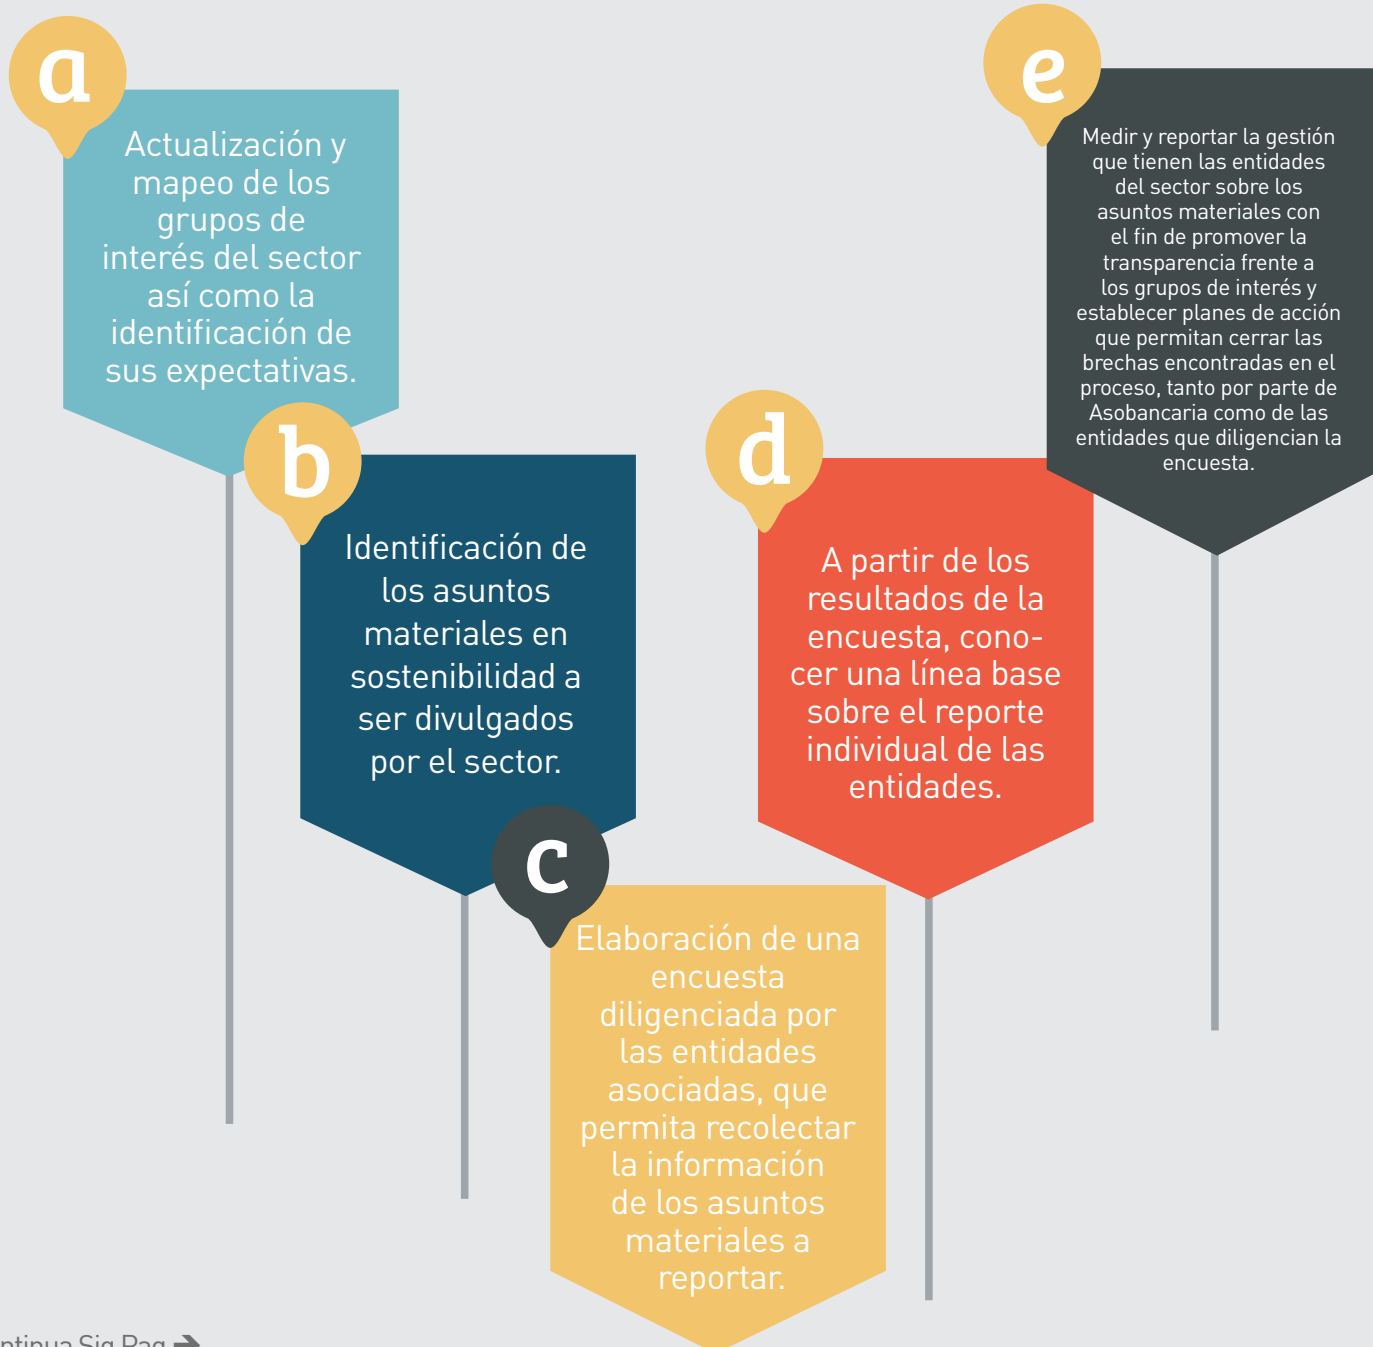 a
Actualización y
mapeo de los
grupos de
interés del sector
así como la
identificación de
sus expectativas.
b
Identificación de
los asuntos
materiales en
sostenibilidad a
ser divulgados
por el sector.
c
Elaboración de una
encuesta
diligenciada por
las entidades
asociadas, que
permita recolectar
la información
de los asuntos
materiales a
reportar.
d
A partir de los
resultados de la
encuesta, cono-
cer una línea base
sobre el reporte
individual de las
entidades.
e
Medir y reportar la gestión
que tienen las entidades
del sector sobre los
asuntos materiales con
el fin de promover la
transparencia frente a
los grupos de interés y
establecer planes de acción
que permitan cerrar las
brechas encontradas en el
proceso, tanto por parte de
Asobancaria como de las
entidades que diligencian la
encuesta.
ntinua Sig Pag ➔